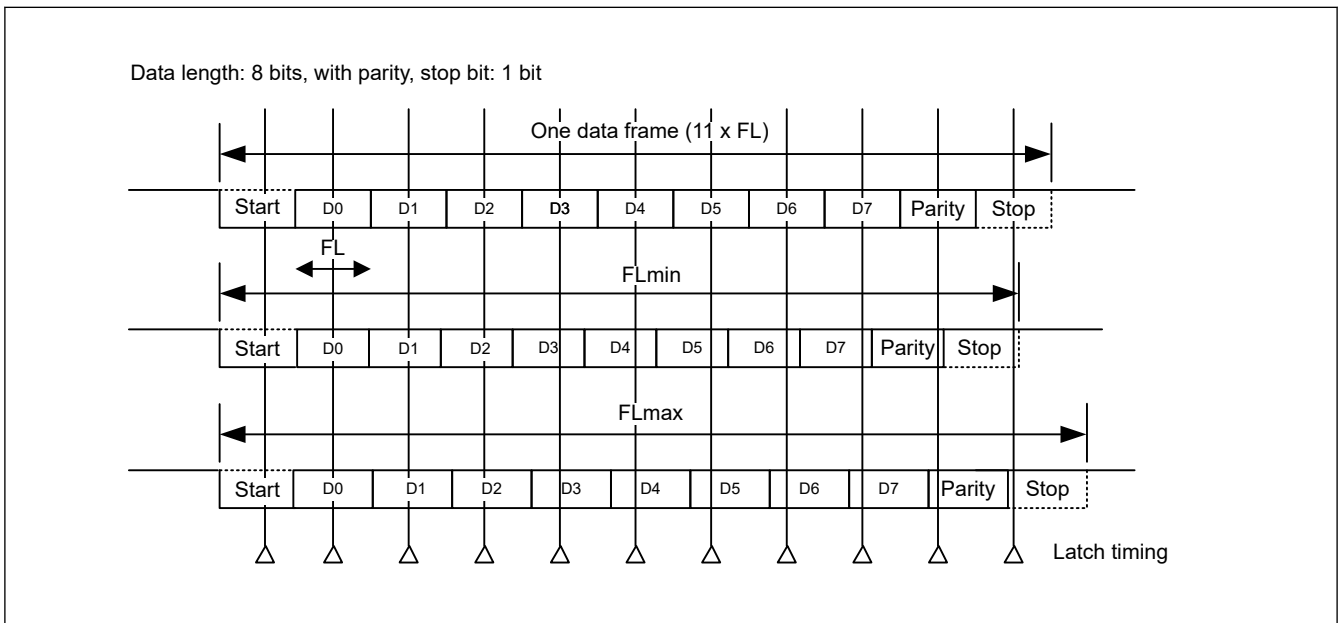 Data length: 8 bits, with parity, stop bit: 1 bit
One data frame (11 x FL)
Start D0 D1 D2 D3 D4 D5 D6 D7 Parity Stop
FL
FLmin
Start D0 D1 D2 D3 D4 D5 D6 D7 Parity Stop
FLmax
Start D0 D1 D2 D3 D4 D5 D6 D7 Parity Stop
Latch timing